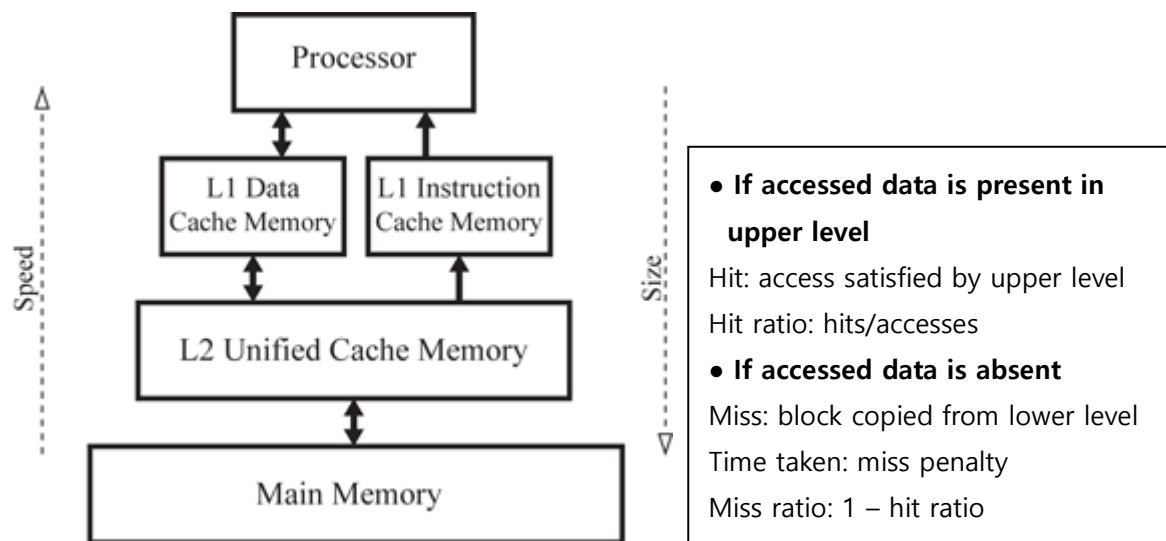 Processor
Speed
L1 Data
Cache Memory
L1 Instruction
Cache Memory
Size
L2 Unified Cache Memory
Main Memory
● If accessed data is present in
upper level
Hit: access satisfied by upper level
Hit ratio: hits/accesses
● If accessed data is absent
Miss: block copied from lower level
Time taken: miss penalty
Miss ratio: 1 – hit ratio